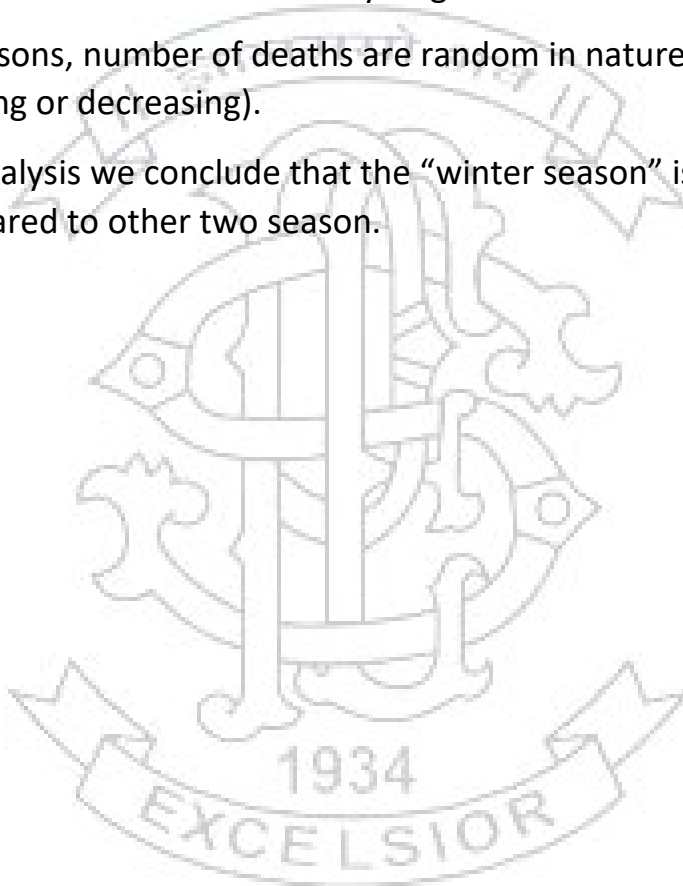 sons, number of deaths are random in nature
ng or decreasing).
alysis we conclude that the “winter season” is
ared to other two season.
1934
EXCELSIOR